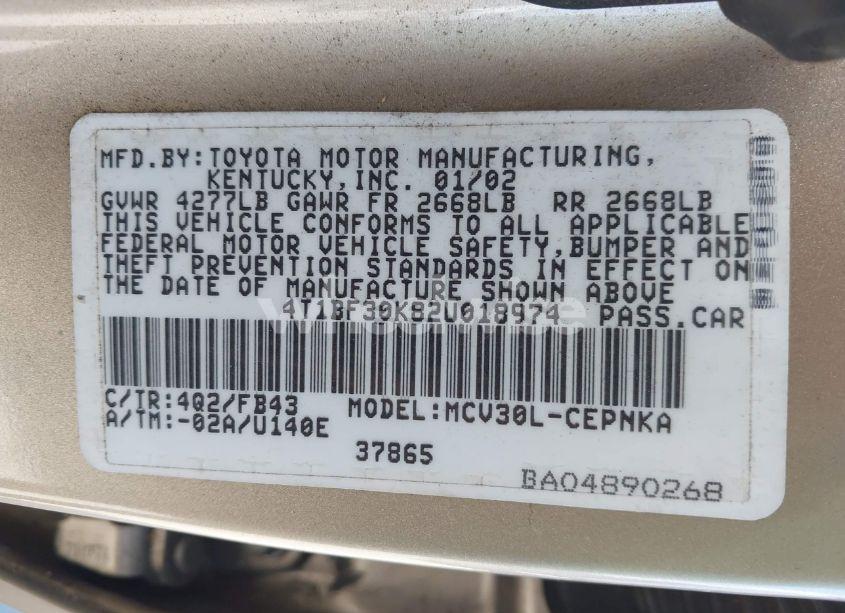 MFD.BY:TOYOTA MOTOR MANUFACTURING,
KENTUCKY,INC. 01/02
GVWR 4277LB GAWR FR 2668LB RR 2668LB
THIS VEHICLE CONFORMS TO ALL APPLICABLE
FEDERAL MOTOR VEHICLE SAFETY,BUMPER AND
THEFT PREVENTION STANDARDS IN EFFECT ON
THE DATE OF MANUFACTURE SHOWN ABOVE
4T1BF30K82U018974 PASS.CAR
C/TR:4Q2/FB43 MODEL:MCV30L-CEPNKA
A/TM:-02A/U140E
37865
BA04890268